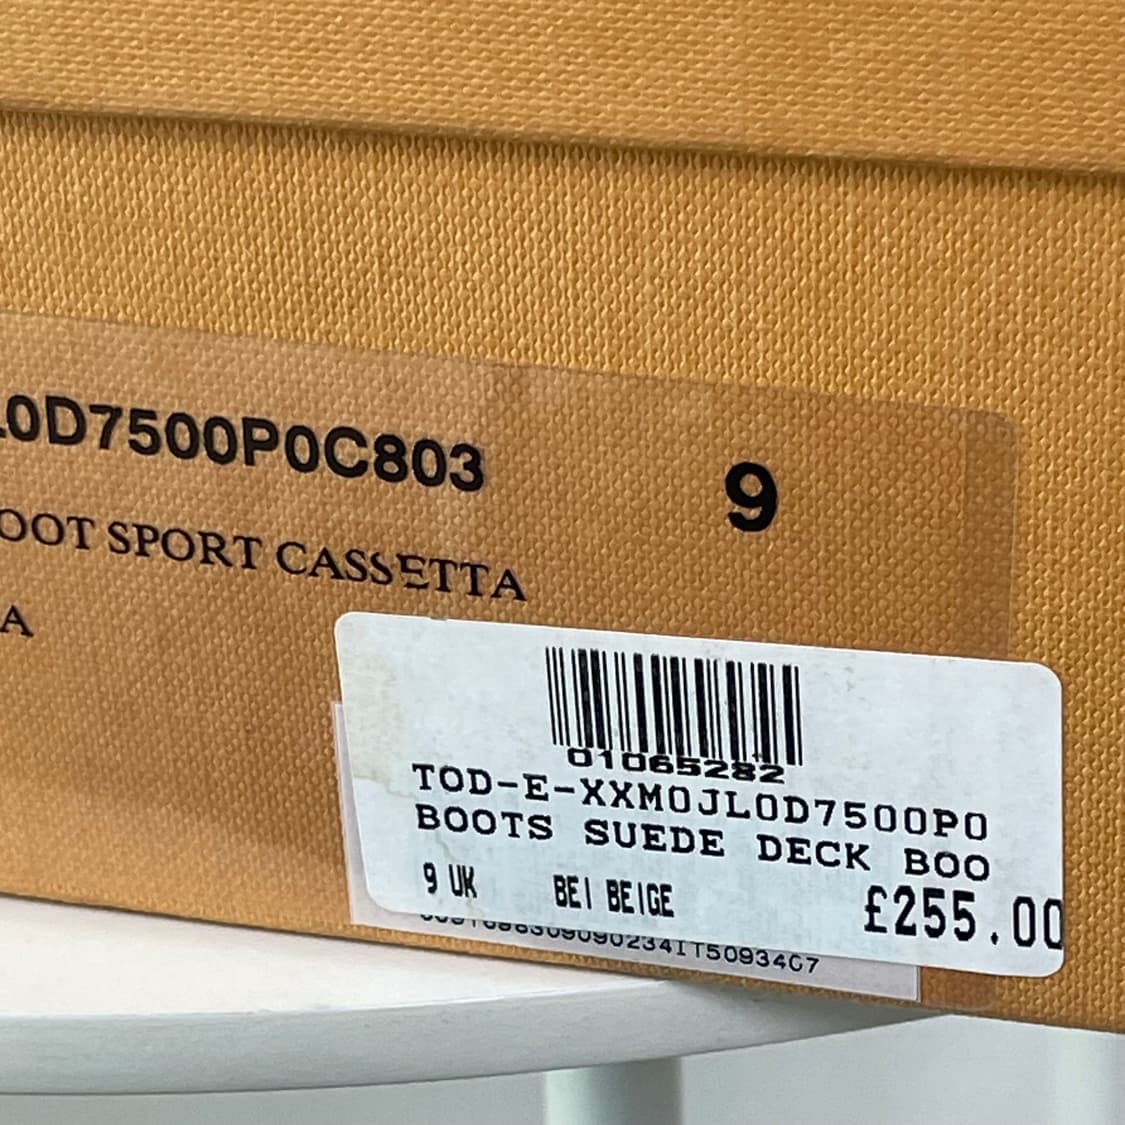 L0D7500P0C803 9
OOT SPORT CASSETTA
A
01065282
TOD-E-XXM0JL0D7500P0
BOOTS SUEDE DECK BOO
9 UK BEI BEIGE £255.00